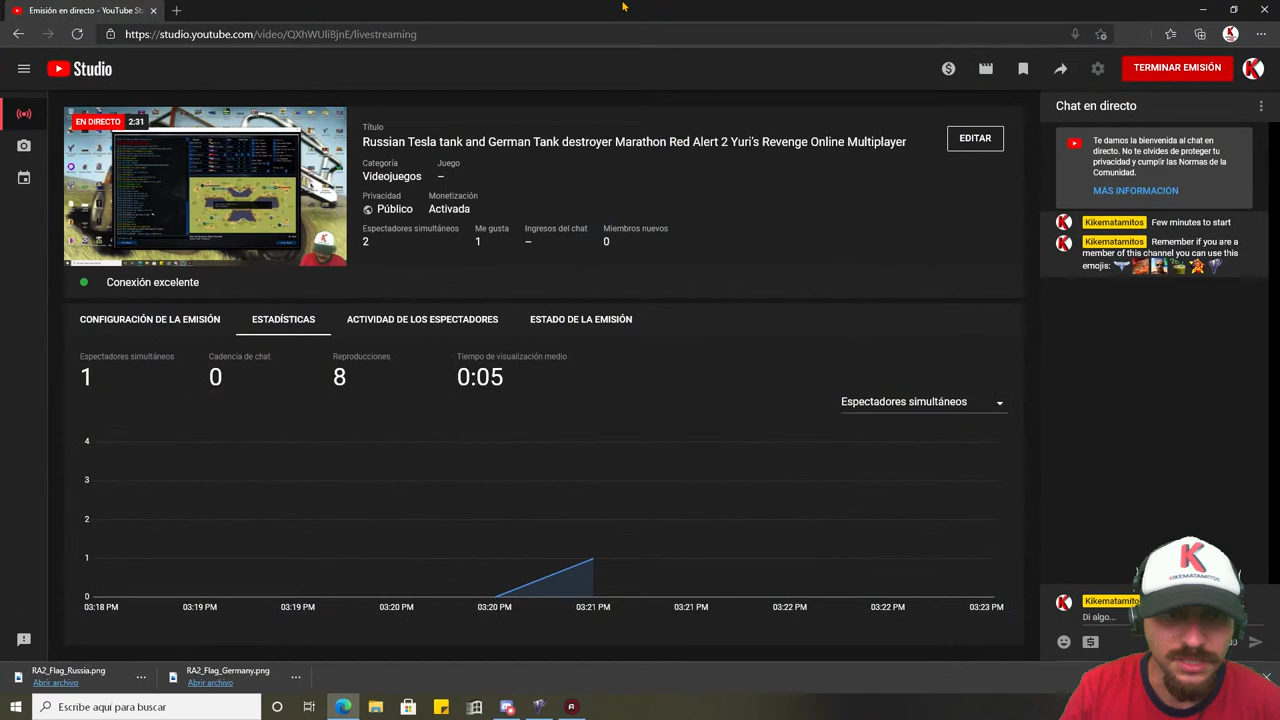 Emisión en directo - YouTube St
https://studio.youtube.com/video/QXhWUliBjnE/livestreaming
Studio
TERMINAR EMISIÓN
K
EN DIRECTO 2:31
Título
Russian Tesla tank and German Tank destroyer Marathon Red Alert 2 Yuri's Revenge Online Multiplayer
EDITAR
Categoría Juego
Videojuegos –
Privacidad Monetización
Público Activada
Espectadores simultáneos Me gusta Ingresos del chat Miembros nuevos
2 1 – 0
Conexión excelente
CONFIGURACIÓN DE LA EMISIÓN ESTADÍSTICAS ACTIVIDAD DE LOS ESPECTADORES ESTADO DE LA EMISIÓN
Espectadores simultáneos Cadencia de chat Reproducciones Tiempo de visualización medio
1 0 8 0:05
Espectadores simultáneos
4
3
2
1
0
03:18 PM 03:19 PM 03:19 PM 03:20 PM 03:20 PM 03:21 PM 03:21 PM 03:22 PM 03:22 PM 03:23 PM
Chat en directo
Te damos la bienvenida al chat en
directo. No te olvides de proteger tu
privacidad y cumplir las Normas de la
Comunidad.
MÁS INFORMACIÓN
Kikematamitos Few minutes to start
Kikematamitos Remember if you are a
member of this channel you can use this
emojis:
Kikematamito
Di algo...
K
KIKEMATAMITOS
RA2_Flag_Russia.png
Abrir archivo
RA2_Flag_Germany.png
Abrir archivo
Escribe aquí para buscar